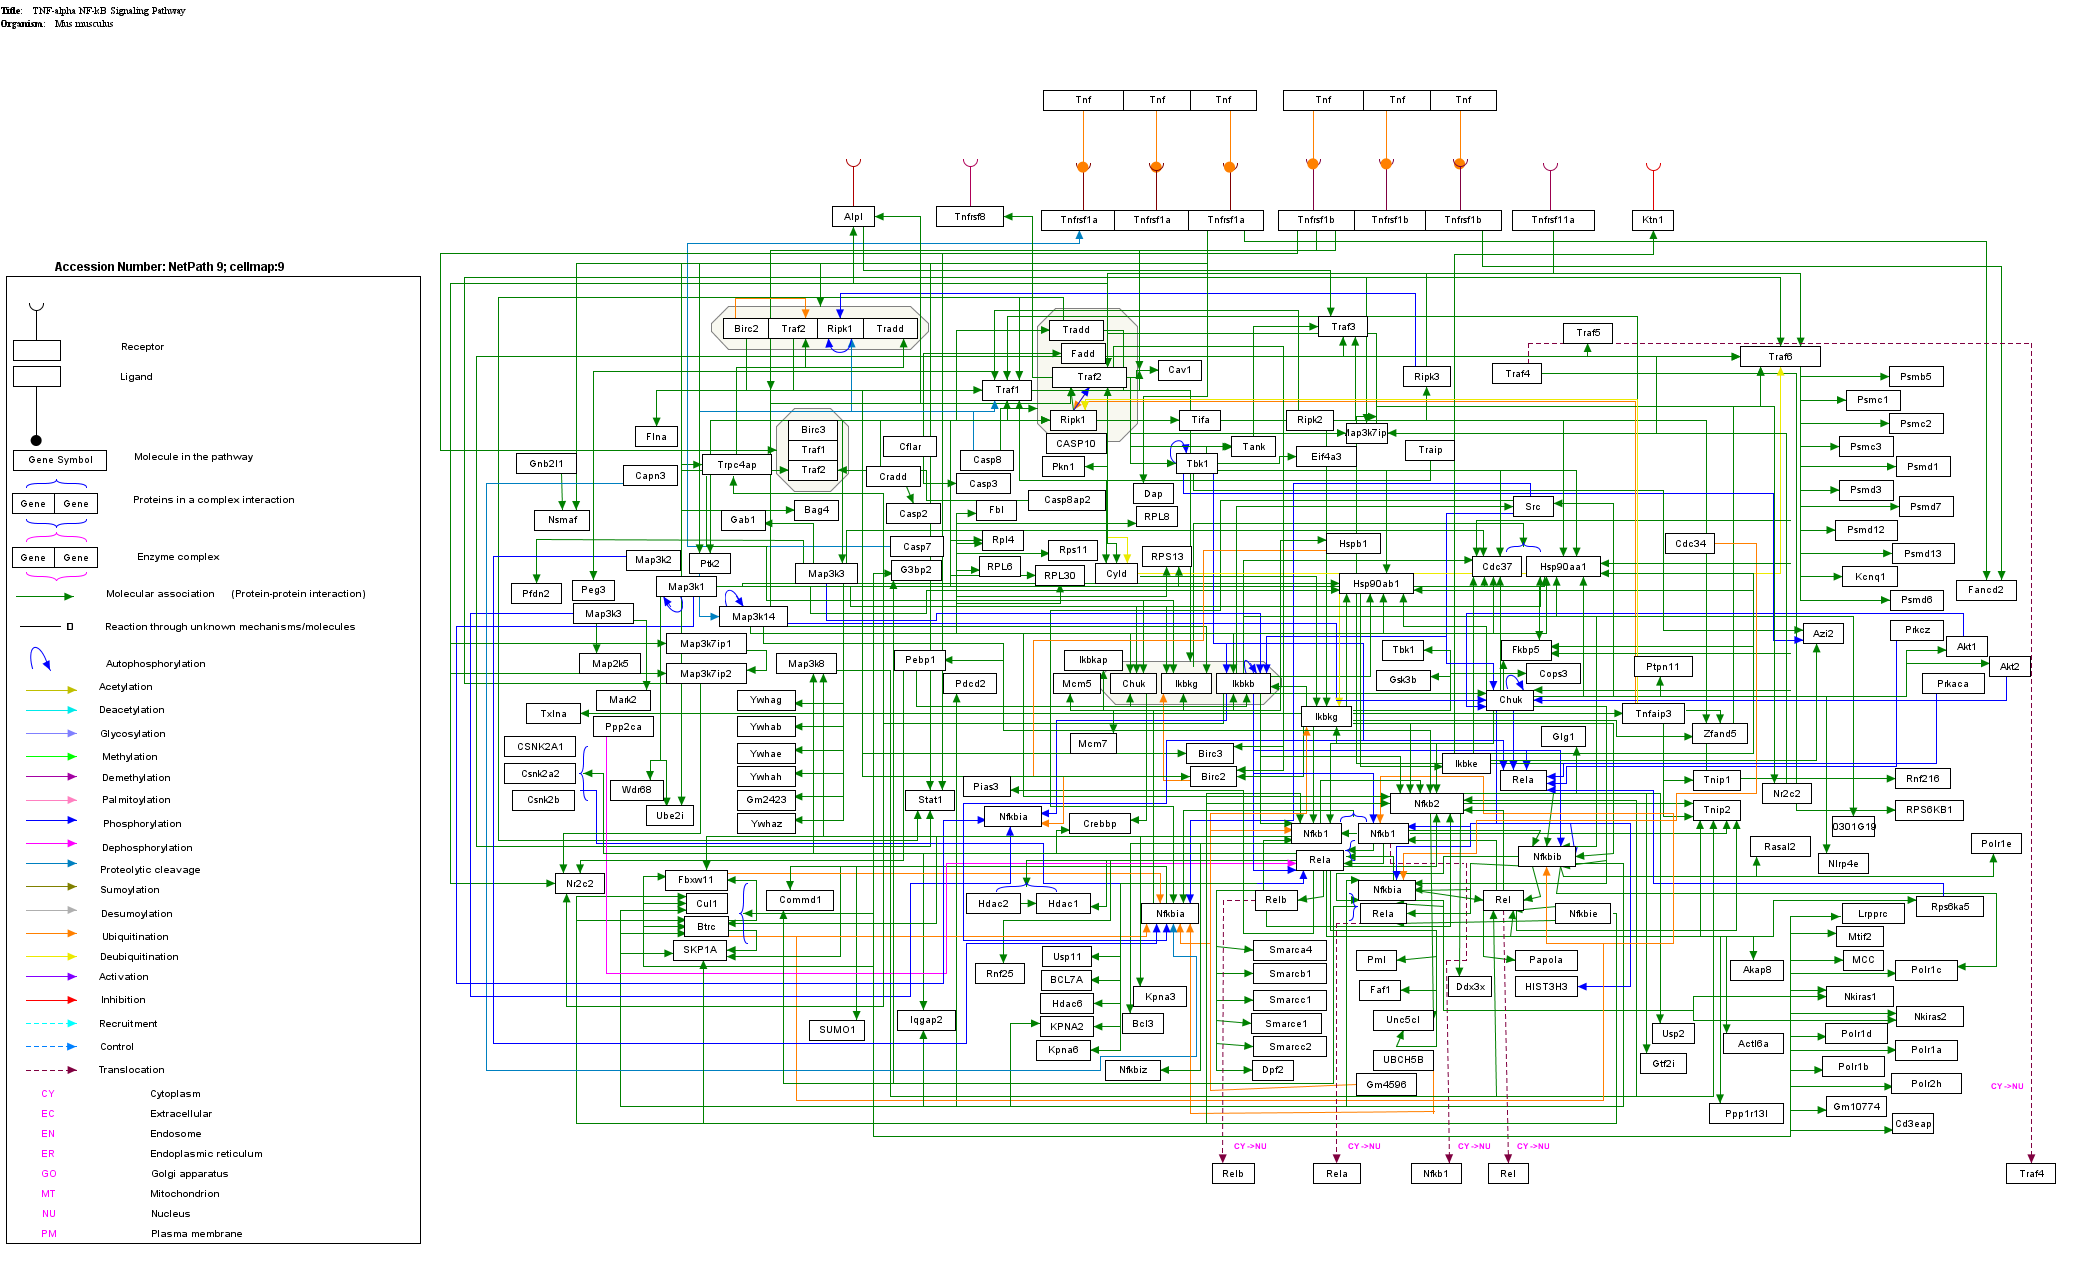 Title: TNF-alpha NF-kB Signaling Pathway
Organism: Mus musculus
Tnf Tnf Tnf Tnf Tnf Tnf
Alpl Tnfrsf8 Tnfrsf1a Tnfrsf1a Tnfrsf1a Tnfrsf1b Tnfrsf1b Tnfrsf1b Tnfrsf11a Ktn1
Accession Number: NetPath 9; cellmap:9
Receptor
Ligand
Gene Symbol Molecule in the pathway
Gene Gene Proteins in a complex interaction
Gene Gene Enzyme complex
Molecular association (Protein-protein interaction)
Reaction through unknown mechanisms/molecules
Autophosphorylation
Acetylation
Deacetylation
Glycosylation
Methylation
Demethylation
Palmitoylation
Phosphorylation
Dephosphorylation
Proteolytic cleavage
Sumoylation
Desumoylation
Ubiquitination
Deubiquitination
Activation
Inhibition
Recruitment
Control
Translocation
CY Cytoplasm
EC Extracellular
EN Endosome
ER Endoplasmic reticulum
GO Golgi apparatus
MT Mitochondrion
NU Nucleus
PM Plasma membrane
Birc2 Traf2 Ripk1 Tradd
Tradd
Fadd
Traf2
Ripk1
Traf1
Cav1
Traf3
Traf5
Traf4
Traf6
Ripk3
Psmb5
Psmc1
Psmc2
Psmc3
Psmd1
Psmd3
Psmd7
Psmd12
Psmd13
Kcnq1
Psmd6
Fancd2
Flna
Birc3
Traf1
Traf2
Cflar
CASP10
Tifa
Ripk2
Map3k7ip
Tank
Traip
Gnb2l1
Capn3
Trpc4ap
Cradd
Casp8
Casp3
Pkn1
Tbk1
Eif4a3
Nsmaf
Gab1
Bag4
Casp2
Fbl
Casp8ap2
Dap
RPL8
Src
Map3k2
Ptk2
Casp7
G3bp2
Rpl4
RPL6
Rps11
RPL30
Cyld
RPS13
Hspb1
Cdc34
Pfdn2
Peg3
Map3k1
Map3k3
Hsp90ab1
Cdc37
Hsp90aa1
Map3k3
Map3k14
Map2k5
Map3k7ip1
Map3k7ip2
Map3k8
Pebp1
Ikbkap
Tbk1
Fkbp5
Azi2
Prkcz
Akt1
Akt2
Prkaca
Mark2
Txlna
Ppp2ca
Pdcd2
Mcm5
Chuk
Ikbkg
Ikbkb
Gsk3b
Cops3
Ptpn11
Chuk
Ikbkg
Tnfaip3
Zfand5
Ywhag
Ywhab
Ywhae
Ywhah
Gm2423
Ywhaz
CSNK2A1
Csnk2a2
Csnk2b
Wdr68
Ube2i
Mcm7
Birc3
Birc2
Glg1
Ikbke
Rela
Tnip1
Tnip2
Nr2c2
Rnf216
RPS6KB1
Stat1
Pias3
Nfkbia
Crebbp
Nfkb2
Nfkb1
Nfkb1
Rela
Nfkbib
Rasal2
Nlrp4e
Polr1e
Nr2c2
Fbxw11
Cul1
Btrc
SKP1A
Commd1
Hdac2
Hdac1
Nfkbia
Relb
Nfkbia
Rela
Rel
Nfkbie
Lrpprc
Rps6ka5
Mtif2
MCC
Polr1c
Akap8
Usp11
BCL7A
Hdac6
KPNA2
Kpna6
Rnf25
Kpna3
Bcl3
Nfkbiz
Smarca4
Smarcb1
Smarcc1
Smarce1
Smarcc2
Dpf2
Pml
Faf1
Unc5cl
UBCH5B
Gm4596
Ddx3x
Papola
HIST3H3
SUMO1
Iqgap2
Usp2
Gtf2i
Actl6a
Ppp1r13l
Nkiras1
Nkiras2
Polr1d
Polr1a
Polr1b
Polr2h
Gm10774
Cd3eap
CY->NU
CY->NU CY->NU CY->NU CY->NU
Relb Rela Nfkb1 Rel Traf4